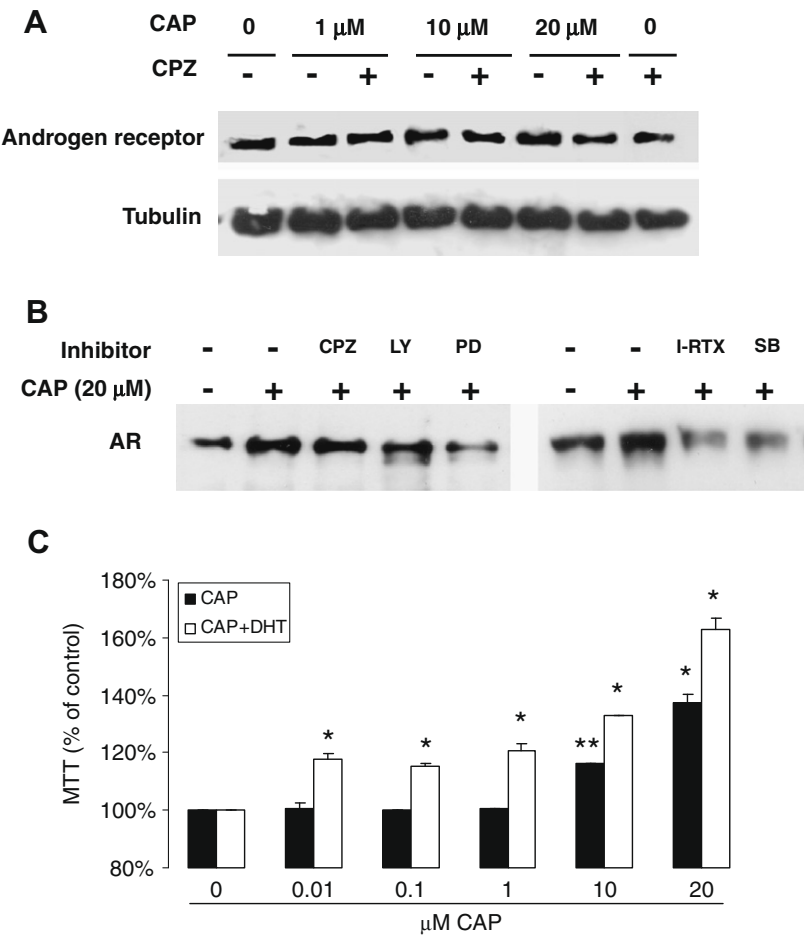 A
CAP 0 1 μM 10 μM 20 μM 0
CPZ - - + - + - + +
Androgen receptor
Tubulin
B
Inhibitor - - CPZ LY PD - - I-RTX SB
CAP (20 μM) - + + + + - + + +
AR
C
180%
160%
140%
120%
100%
80%
MTT (% of control)
CAP
CAP+DHT
* * * ** * * *
0 0.01 0.1 1 10 20
μM CAP